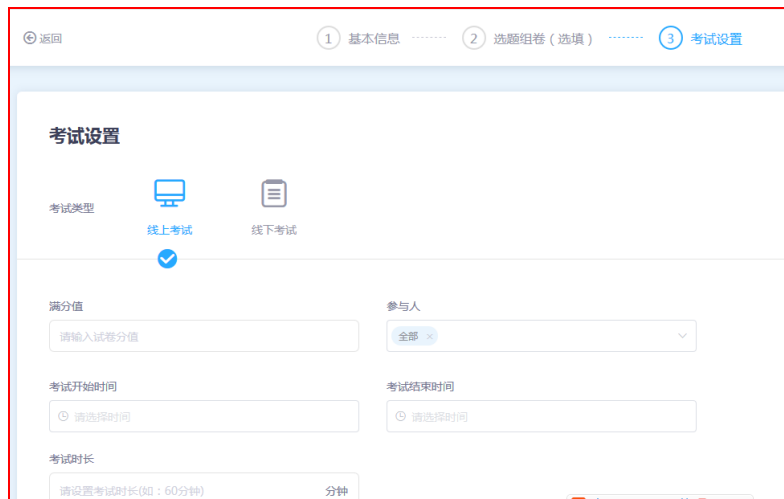 返回
1 基本信息
2 选题组卷（选填）
3 考试设置
考试设置
考试类型
线上考试
线下考试
满分值
参与人
请输入试卷分值
全部 ×
考试开始时间
考试结束时间
请选择时间
请选择时间
考试时长
请设置考试时长(如：60分钟)
分钟